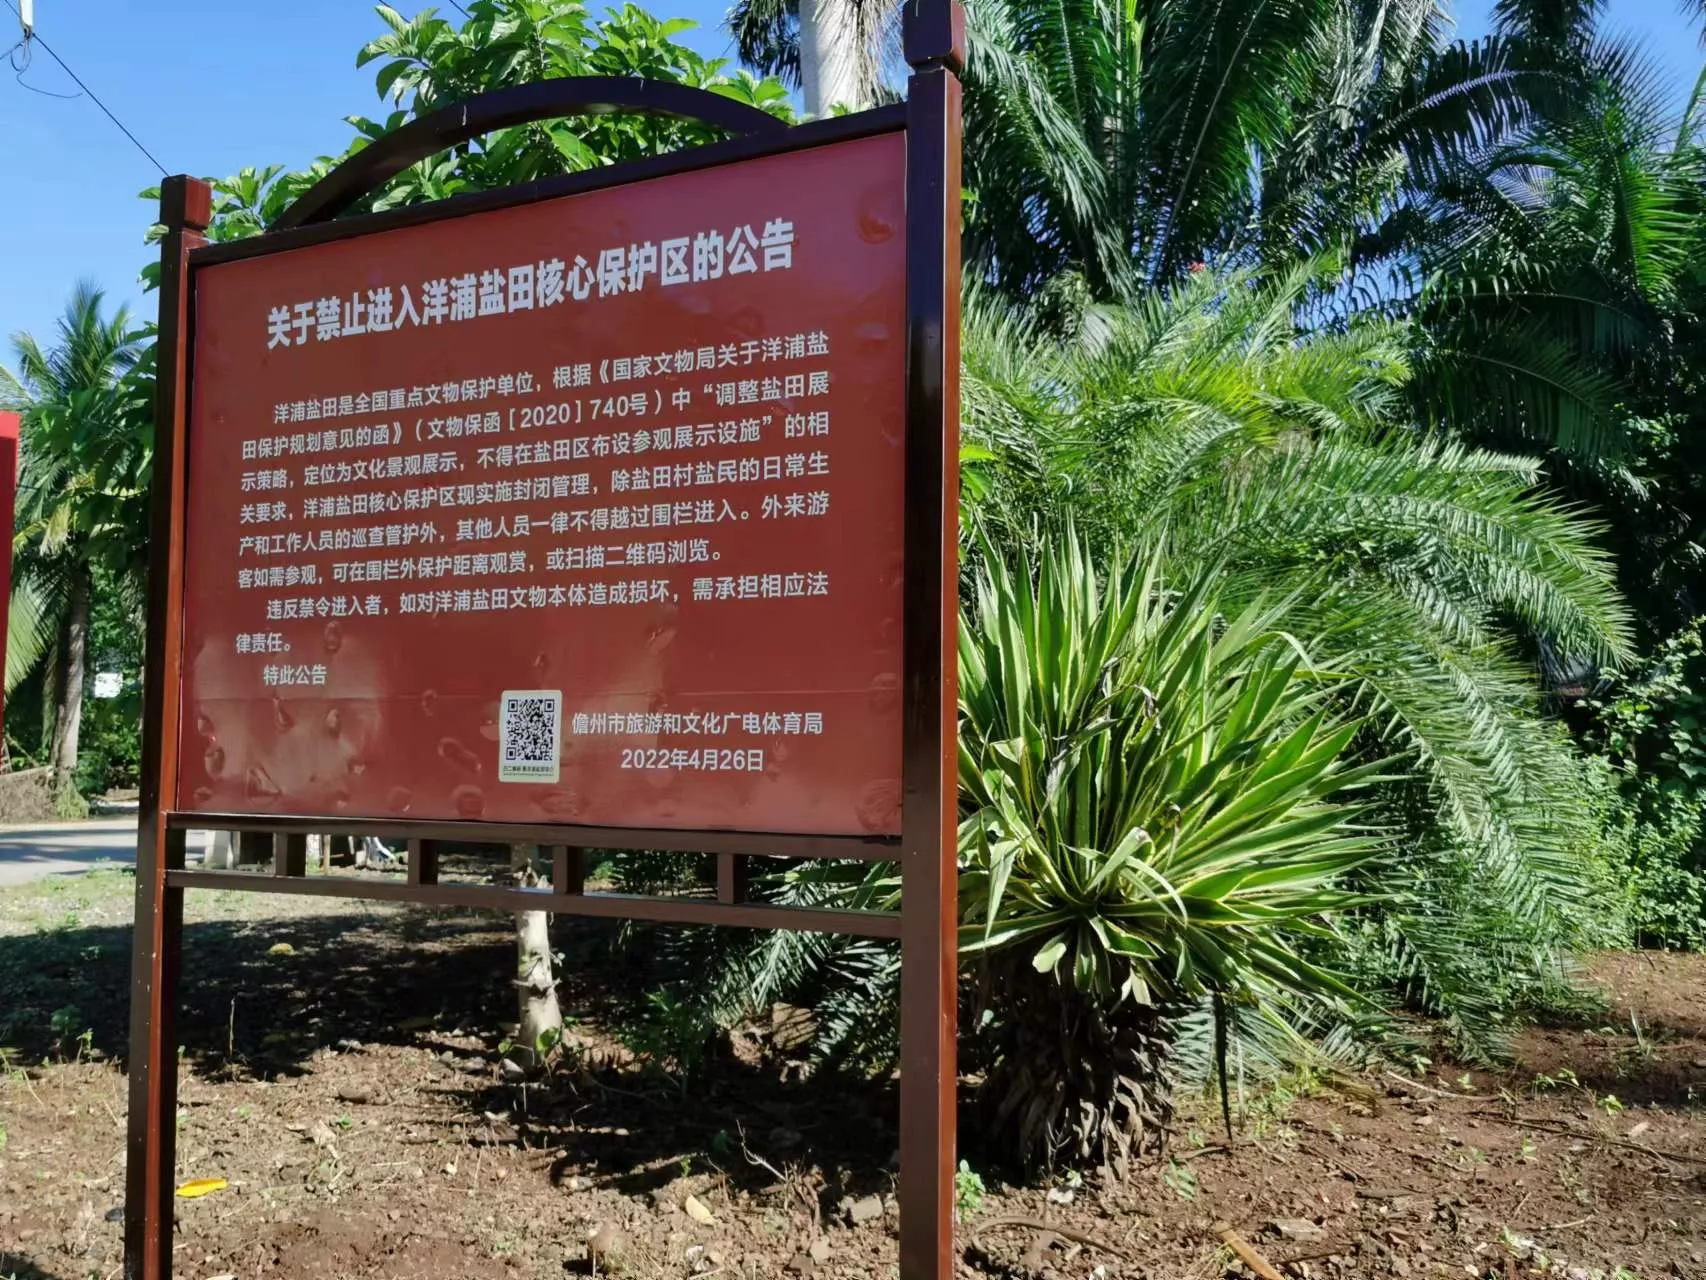 关于禁止进入洋浦盐田核心保护区的公告
洋浦盐田是全国重点文物保护单位，根据《国家文物局关于洋浦盐
田保护规划意见的函》（文物保函［2020］740号）中“调整盐田展
示策略，定位为文化景观展示，不得在盐田区布设参观展示设施”的相
关要求，洋浦盐田核心保护区现实施封闭管理，除盐田村盐民的日常生
产和工作人员的巡查管护外，其他人员一律不得越过围栏进入。外来游
客如需参观，可在围栏外保护距离观赏，或扫描二维码浏览。
违反禁令进入者，如对洋浦盐田文物本体造成损坏，需承担相应法
律责任。
特此公告
儋州市旅游和文化广电体育局
2022年4月26日